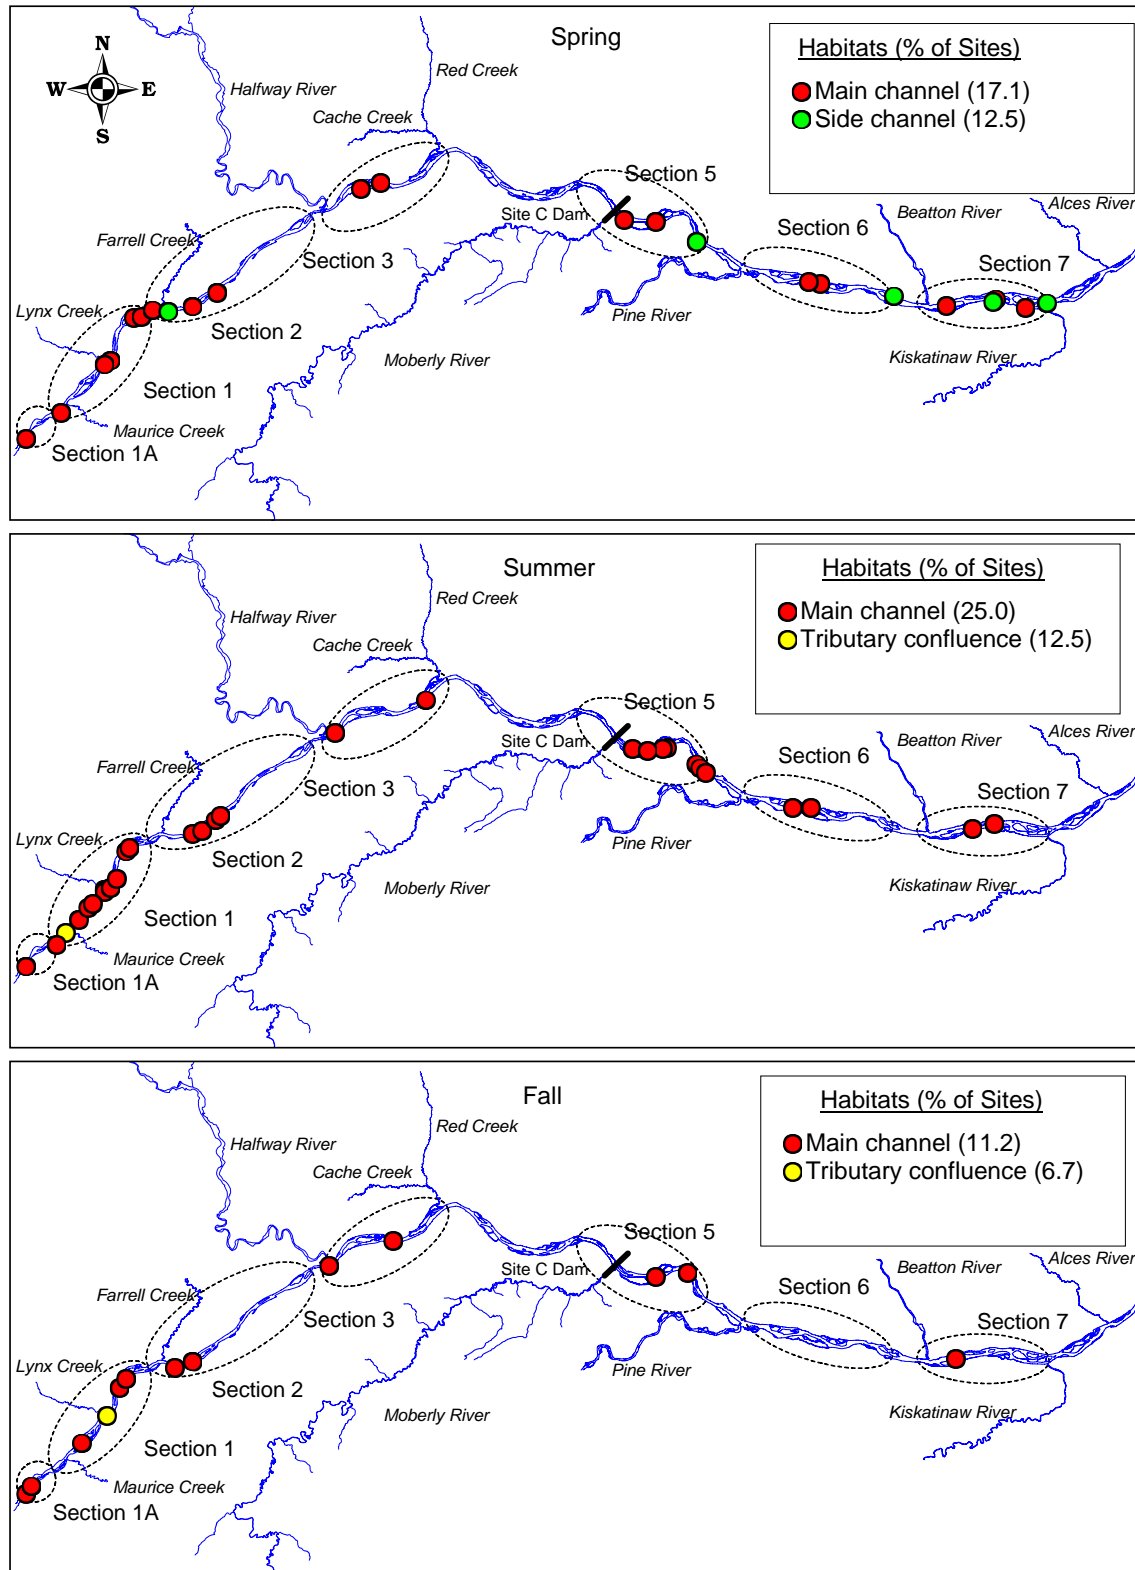 Spring
Habitats (% of Sites)
Main channel (17.1)
Side channel (12.5)
N
W E
S
Red Creek
Halfway River
Cache Creek
Section 5
Site C Dam
Beatton River
Alces River
Section 6
Farrell Creek
Section 3
Section 7
Lynx Creek
Section 2
Pine River
Moberly River
Kiskatinaw River
Section 1
Maurice Creek
Section 1A
Summer
Habitats (% of Sites)
Main channel (25.0)
Tributary confluence (12.5)
Red Creek
Halfway River
Cache Creek
Section 5
Site C Dam
Beatton River
Alces River
Section 6
Farrell Creek
Section 3
Section 7
Lynx Creek
Section 2
Pine River
Moberly River
Kiskatinaw River
Section 1
Maurice Creek
Section 1A
Fall
Habitats (% of Sites)
Main channel (11.2)
Tributary confluence (6.7)
Red Creek
Halfway River
Cache Creek
Section 5
Site C Dam
Beatton River
Alces River
Section 6
Farrell Creek
Section 3
Section 7
Lynx Creek
Section 2
Pine River
Moberly River
Kiskatinaw River
Section 1
Maurice Creek
Section 1A